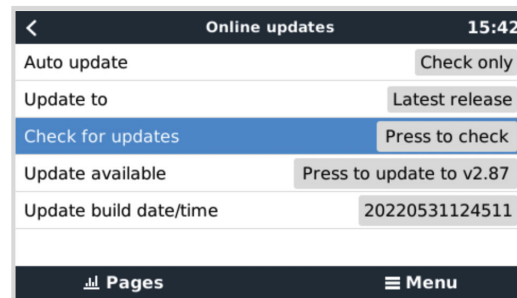 Online updates 15:42
Auto update Check only
Update to Latest release
Check for updates Press to check
Update available Press to update to v2.87
Update build date/time 20220531124511
Pages Menu